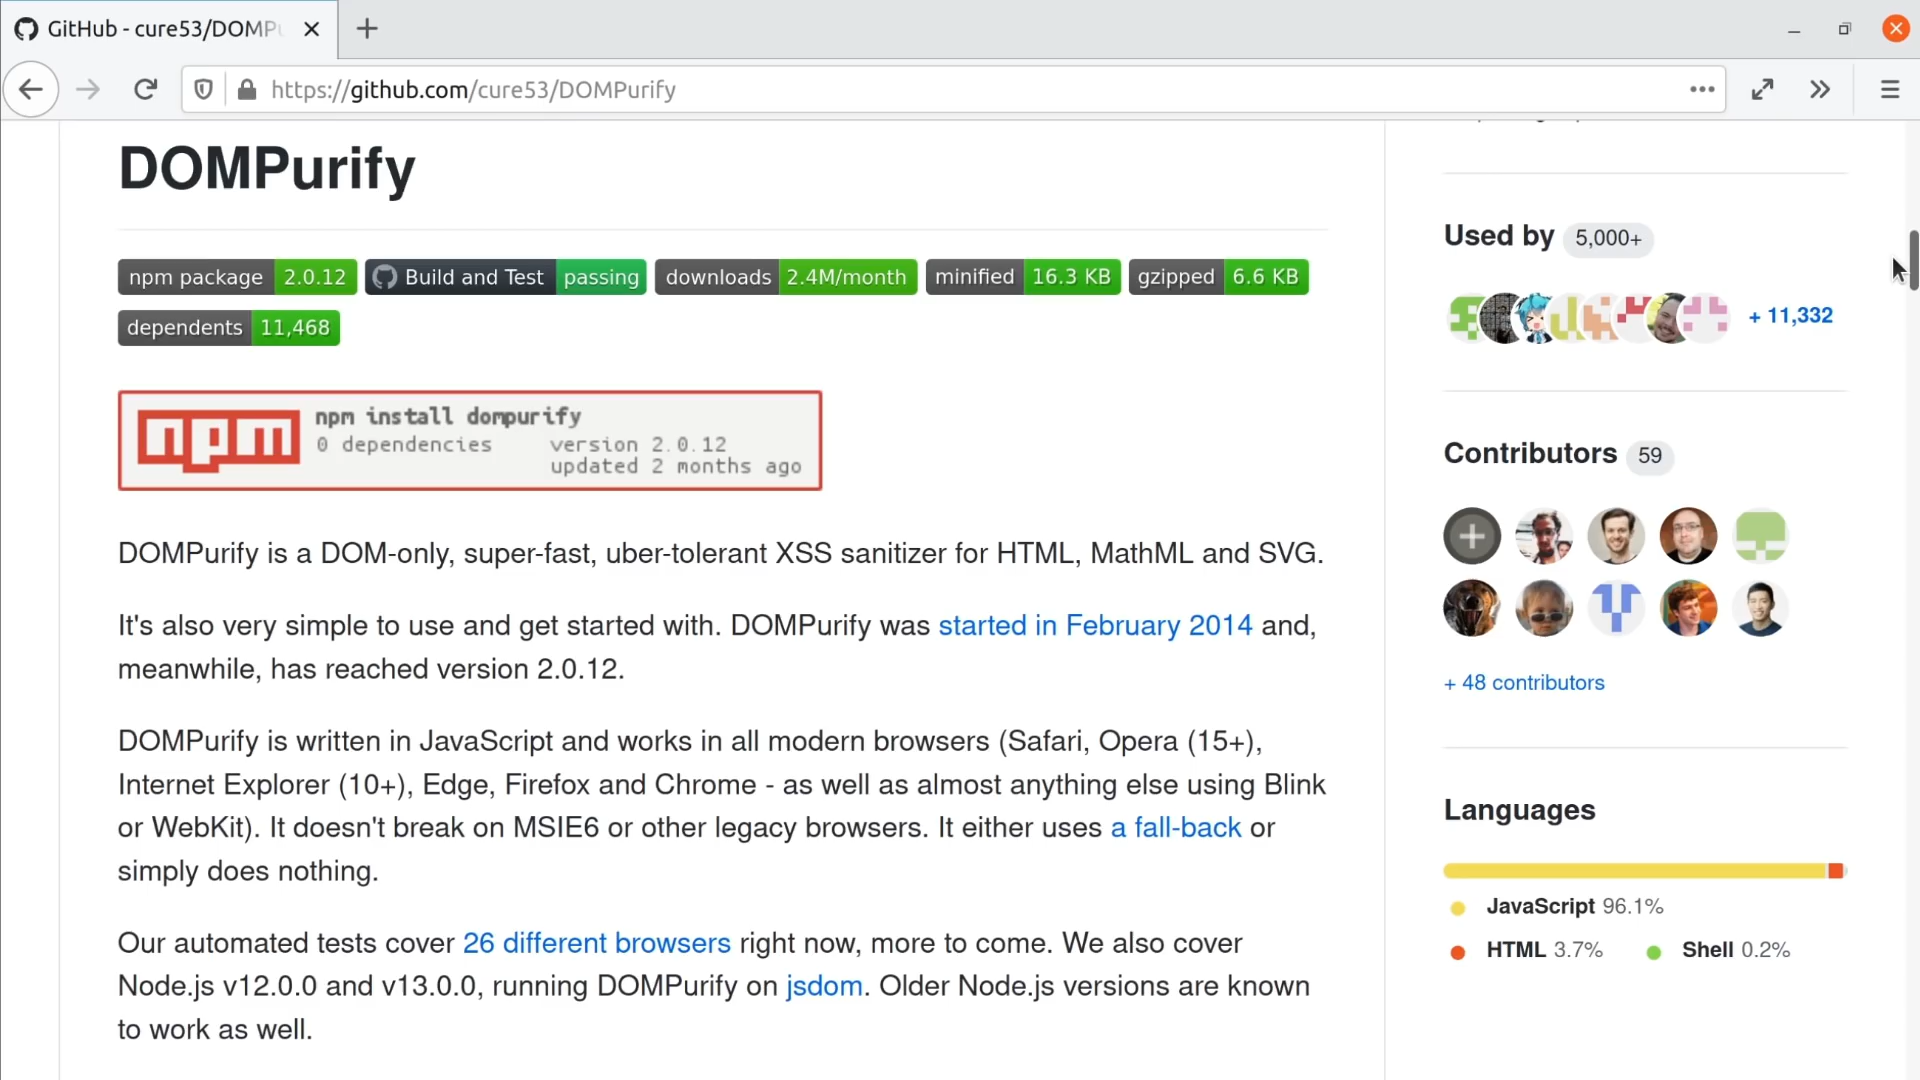 GitHub - cure53/DOMP
https://github.com/cure53/DOMPurify
DOMPurify
npm package 2.0.12
Build and Test passing
downloads 2.4M/month
minified 16.3 KB
gzipped 6.6 KB
dependents 11,468
npm
npm install dompurify
0 dependencies version 2.0.12
updated 2 months ago
DOMPurify is a DOM-only, super-fast, uber-tolerant XSS sanitizer for HTML, MathML and SVG.
It's also very simple to use and get started with. DOMPurify was started in February 2014 and,
meanwhile, has reached version 2.0.12.
DOMPurify is written in JavaScript and works in all modern browsers (Safari, Opera (15+),
Internet Explorer (10+), Edge, Firefox and Chrome - as well as almost anything else using Blink
or WebKit). It doesn't break on MSIE6 or other legacy browsers. It either uses a fall-back or
simply does nothing.
Our automated tests cover 26 different browsers right now, more to come. We also cover
Node.js v12.0.0 and v13.0.0, running DOMPurify on jsdom. Older Node.js versions are known
to work as well.
Used by 5,000+
+ 11,332
Contributors 59
+ 48 contributors
Languages
JavaScript 96.1%
HTML 3.7% Shell 0.2%